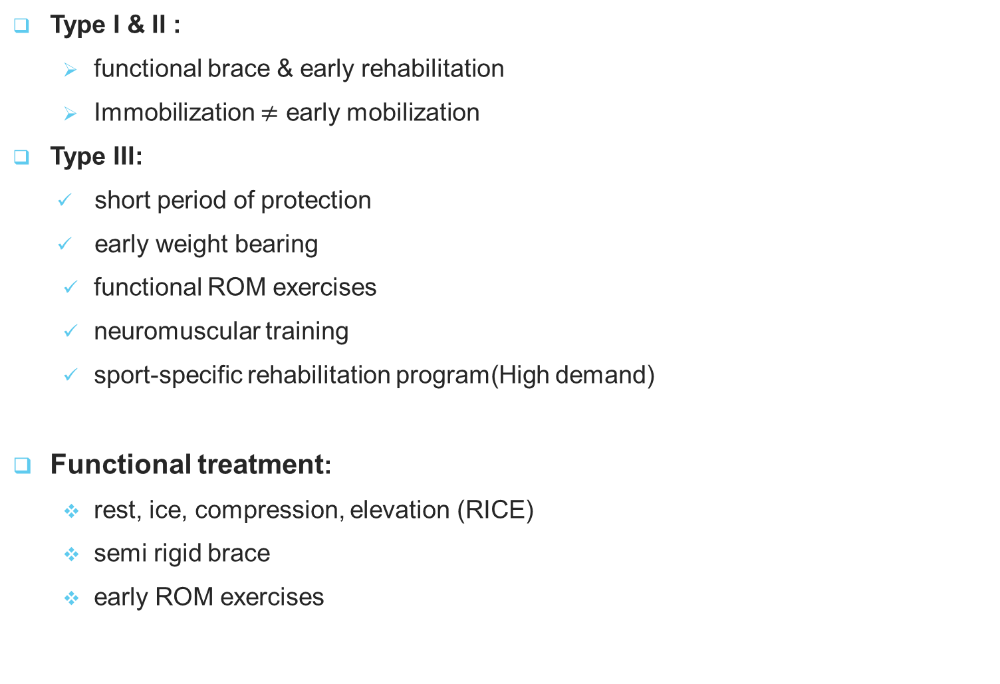 Type I & II :
functional brace & early rehabilitation
Immobilization ≠ early mobilization
Type III:
short period of protection
early weight bearing
functional ROM exercises
neuromuscular training
sport-specific rehabilitation program(High demand)
Functional treatment:
rest, ice, compression, elevation (RICE)
semi rigid brace
early ROM exercises